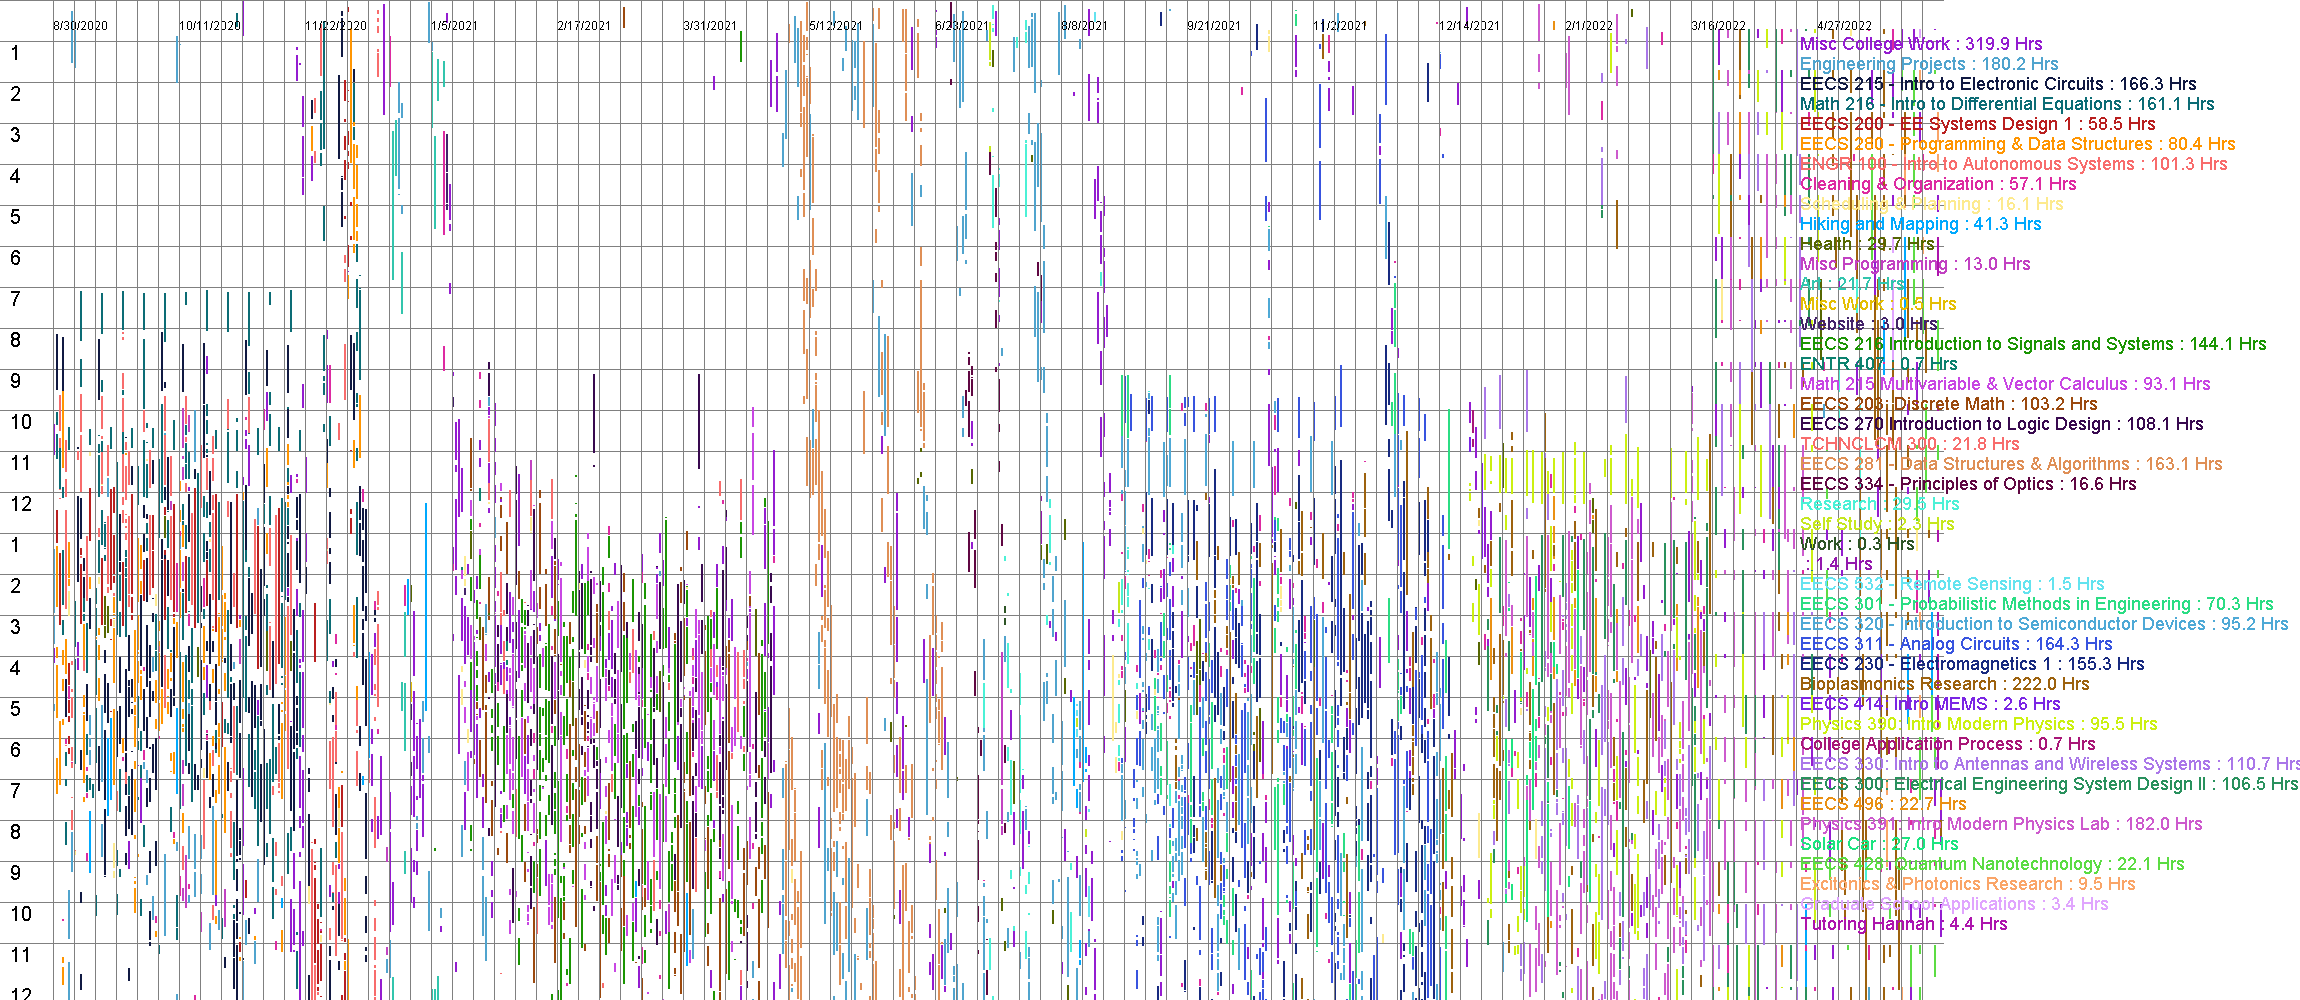 8/30/2020 10/11/2020 11/22/2020 1/5/2021 2/17/2021 3/31/2021 5/12/2021 6/23/2021 8/8/2021 9/21/2021 11/2/2021 12/14/2021 2/1/2022 3/16/2022 4/27/2022
1
2
3
4
5
6
7
8
9
10
11
12
1
2
3
4
5
6
7
8
9
10
11
12
Misc College Work : 319.9 Hrs
Engineering Projects : 180.2 Hrs
EECS 215 - Intro to Electronic Circuits : 166.3 Hrs
Math 216 - Intro to Differential Equations : 161.1 Hrs
EECS 200 - EE Systems Design 1 : 58.5 Hrs
EECS 280 - Programming & Data Structures : 80.4 Hrs
ENGR 100 - Intro to Autonomous Systems : 101.3 Hrs
Cleaning & Organization : 57.1 Hrs
Scheduling & Planning : 16.1 Hrs
Hiking and Mapping : 41.3 Hrs
Health : 29.7 Hrs
Misc Programming : 13.0 Hrs
Art : 21.7 Hrs
Misc Work : 0.5 Hrs
Website : 3.0 Hrs
EECS 216 Introduction to Signals and Systems : 144.1 Hrs
ENTR 407 : 0.7 Hrs
Math 215 Multivariable & Vector Calculus : 93.1 Hrs
EECS 203: Discrete Math : 103.2 Hrs
EECS 270 Introduction to Logic Design : 108.1 Hrs
TCHNCLCM 300 : 21.8 Hrs
EECS 281 - Data Structures & Algorithms : 163.1 Hrs
EECS 334 - Principles of Optics : 16.6 Hrs
Research : 29.5 Hrs
Self Study : 2.3 Hrs
Work : 0.3 Hrs
: 1.4 Hrs
EECS 532 - Remote Sensing : 1.5 Hrs
EECS 301 - Probabilistic Methods in Engineering : 70.3 Hrs
EECS 320 - Introduction to Semiconductor Devices : 95.2 Hrs
EECS 311 - Analog Circuits : 164.3 Hrs
EECS 230 - Electromagnetics 1 : 155.3 Hrs
Bioplasmonics Research : 222.0 Hrs
EECS 414: Intro MEMS : 2.6 Hrs
Physics 390: Intro Modern Physics : 95.5 Hrs
College Application Process : 0.7 Hrs
EECS 330: Intro to Antennas and Wireless Systems : 110.7 Hrs
EECS 300: Electrical Engineering System Design II : 106.5 Hrs
EECS 496 : 22.7 Hrs
Physics 391: Intro Modern Physics Lab : 182.0 Hrs
Solar Car : 27.0 Hrs
EECS 428: Quantum Nanotechnology : 22.1 Hrs
Excitonics & Photonics Research : 9.5 Hrs
Graduate School Applications : 3.4 Hrs
Tutoring Hannah : 4.4 Hrs